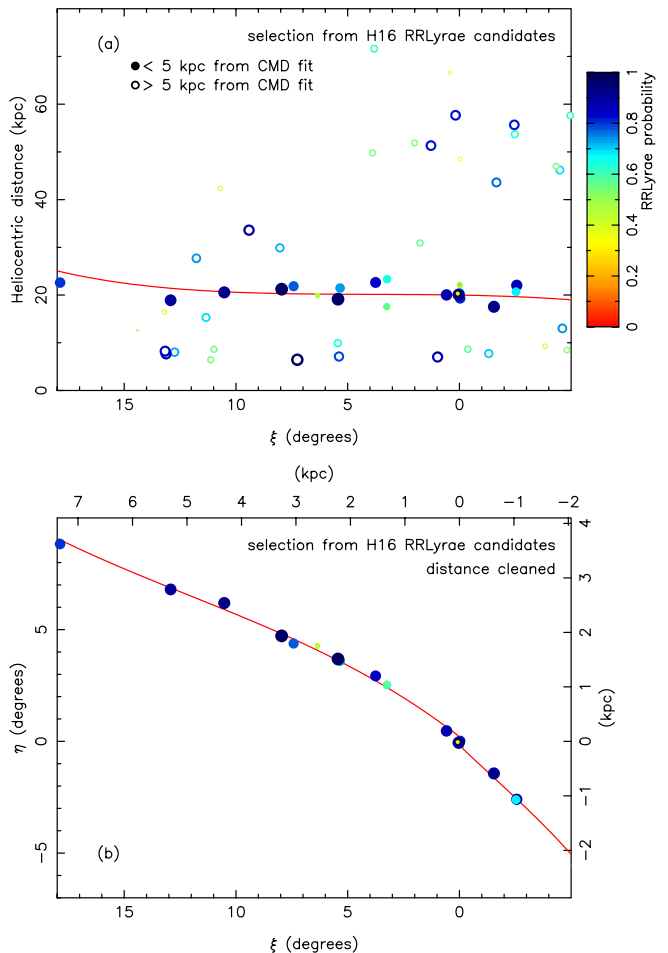 (a)
selection from H16 RRLyrae candidates
< 5 kpc from CMD fit
> 5 kpc from CMD fit
Heliocentric distance (kpc)
0
20
40
60
15
10
5
0
ξ (degrees)
RRLyrae probability
0
0.2
0.4
0.6
0.8
1
(kpc)
7
6
5
4
3
2
1
0
-1
-2
selection from H16 RRLyrae candidates
distance cleaned
η (degrees)
5
0
-5
(kpc)
4
3
2
1
0
-1
-2
(b)
15
10
5
0
ξ (degrees)